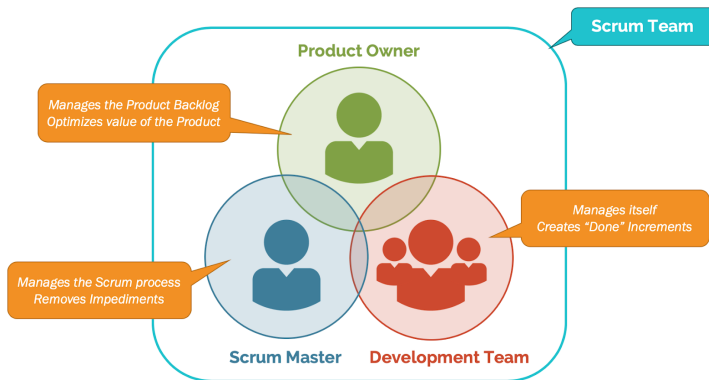 Scrum Team
Product Owner
Manages the Product Backlog
Optimizes value of the Product
Manages itself
Creates “Done” Increments
Manages the Scrum process
Removes Impediments
Scrum Master
Development Team